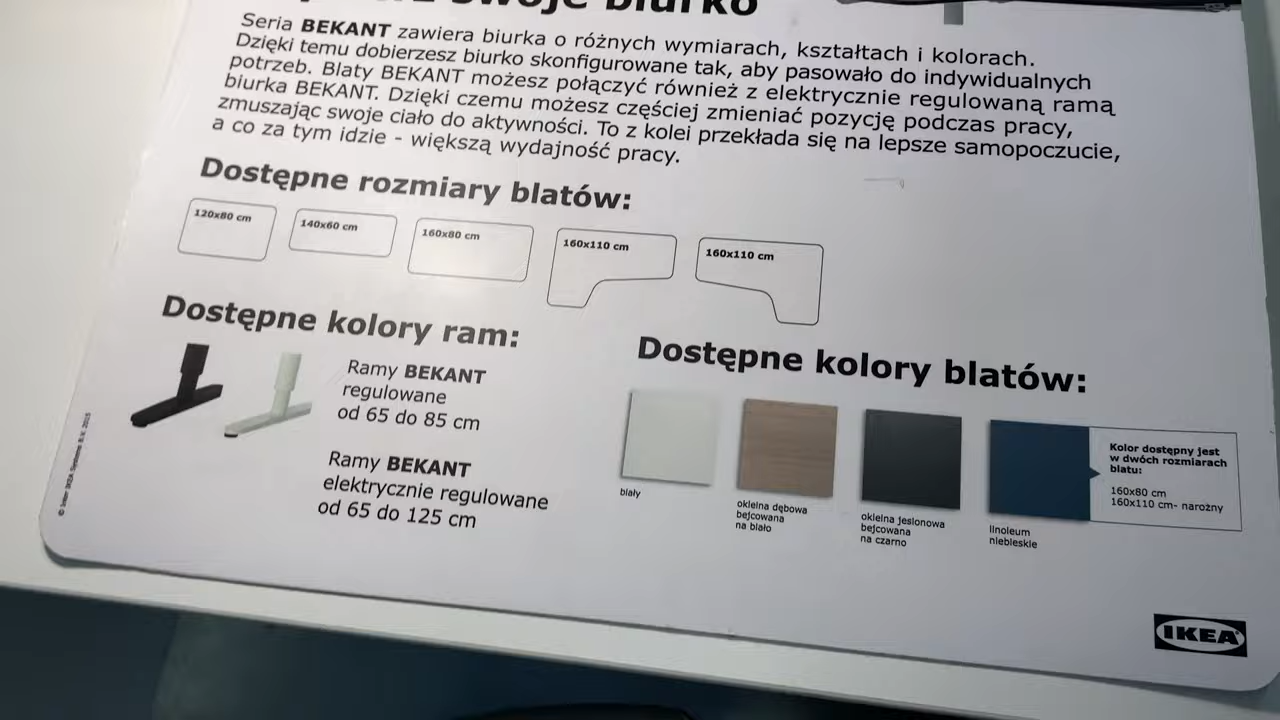 swoje biurko
Seria BEKANT zawiera biurka o różnych wymiarach, kształtach i kolorach.
Dzięki temu dobierzesz biurko skonfigurowane tak, aby pasowało do indywidualnych
potrzeb. Blaty BEKANT możesz połączyć również z elektrycznie regulowaną ramą
biurka BEKANT. Dzięki czemu możesz częściej zmieniać pozycję podczas pracy,
zmuszając swoje ciało do aktywności. To z kolei przekłada się na lepsze samopoczucie,
a co za tym idzie - większą wydajność pracy.
Dostępne rozmiary blatów:
120x80 cm
140x60 cm
160x80 cm
160x110 cm
160x110 cm
Dostępne kolory ram:
Ramy BEKANT
regulowane
od 65 do 85 cm
Ramy BEKANT
elektrycznie regulowane
od 65 do 125 cm
Dostępne kolory blatów:
biały
okleina dębowa
bejcowana
na biało
okleina jesionowa
bejcowana
na czarno
linoleum
niebieskie
Kolor dostępny jest
w dwóch rozmiarach
blatu:
160x80 cm
160x110 cm- narożny
© Inter IKEA Systems B.V. 2015
IKEA